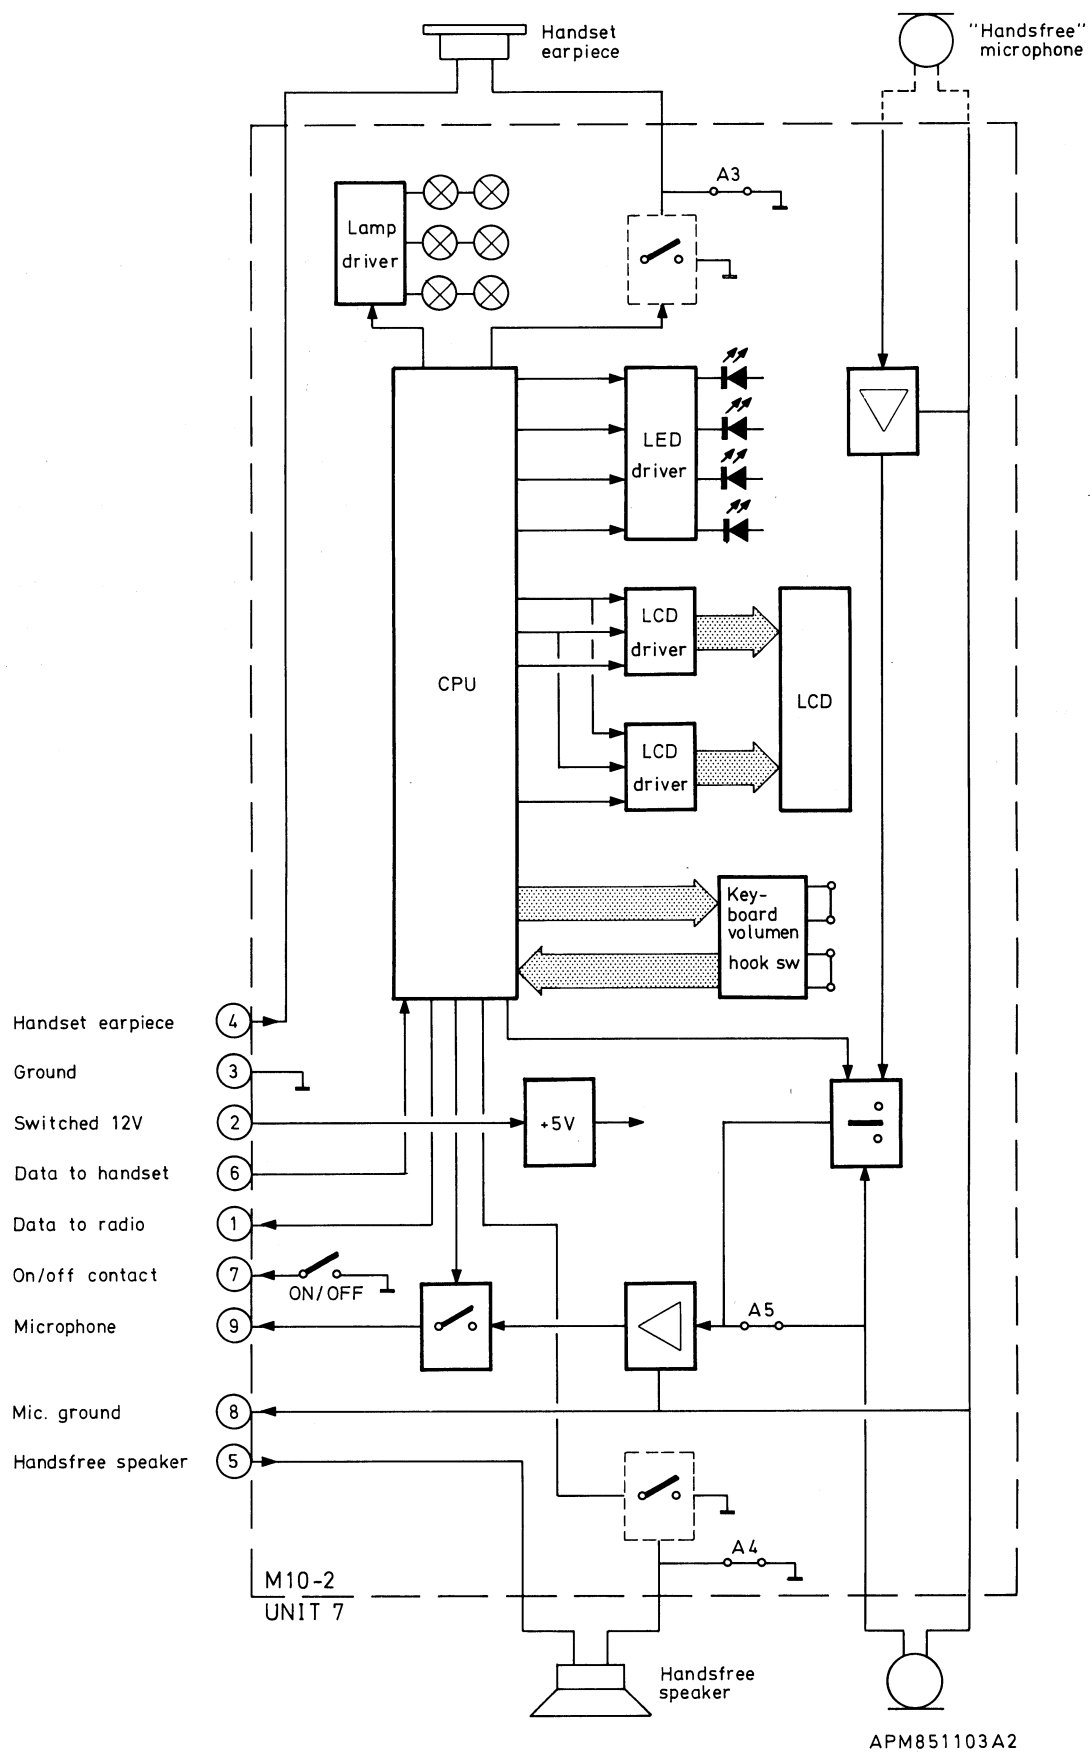 Handset
earpiece
"Handsfree"
microphone
A3
Lamp
driver
LED
driver
LCD
driver
CPU
LCD
LCD
driver
Key-
board
volumen
hook sw
Handset earpiece
4
Ground
3
Switched 12V
2
+5V
Data to handset
6
Data to radio
1
On/off contact
7
ON/OFF
Microphone
9
A5
Mic. ground
8
Handsfree speaker
5
A4
M10-2
UNIT 7
Handsfree
speaker
APM851103A2